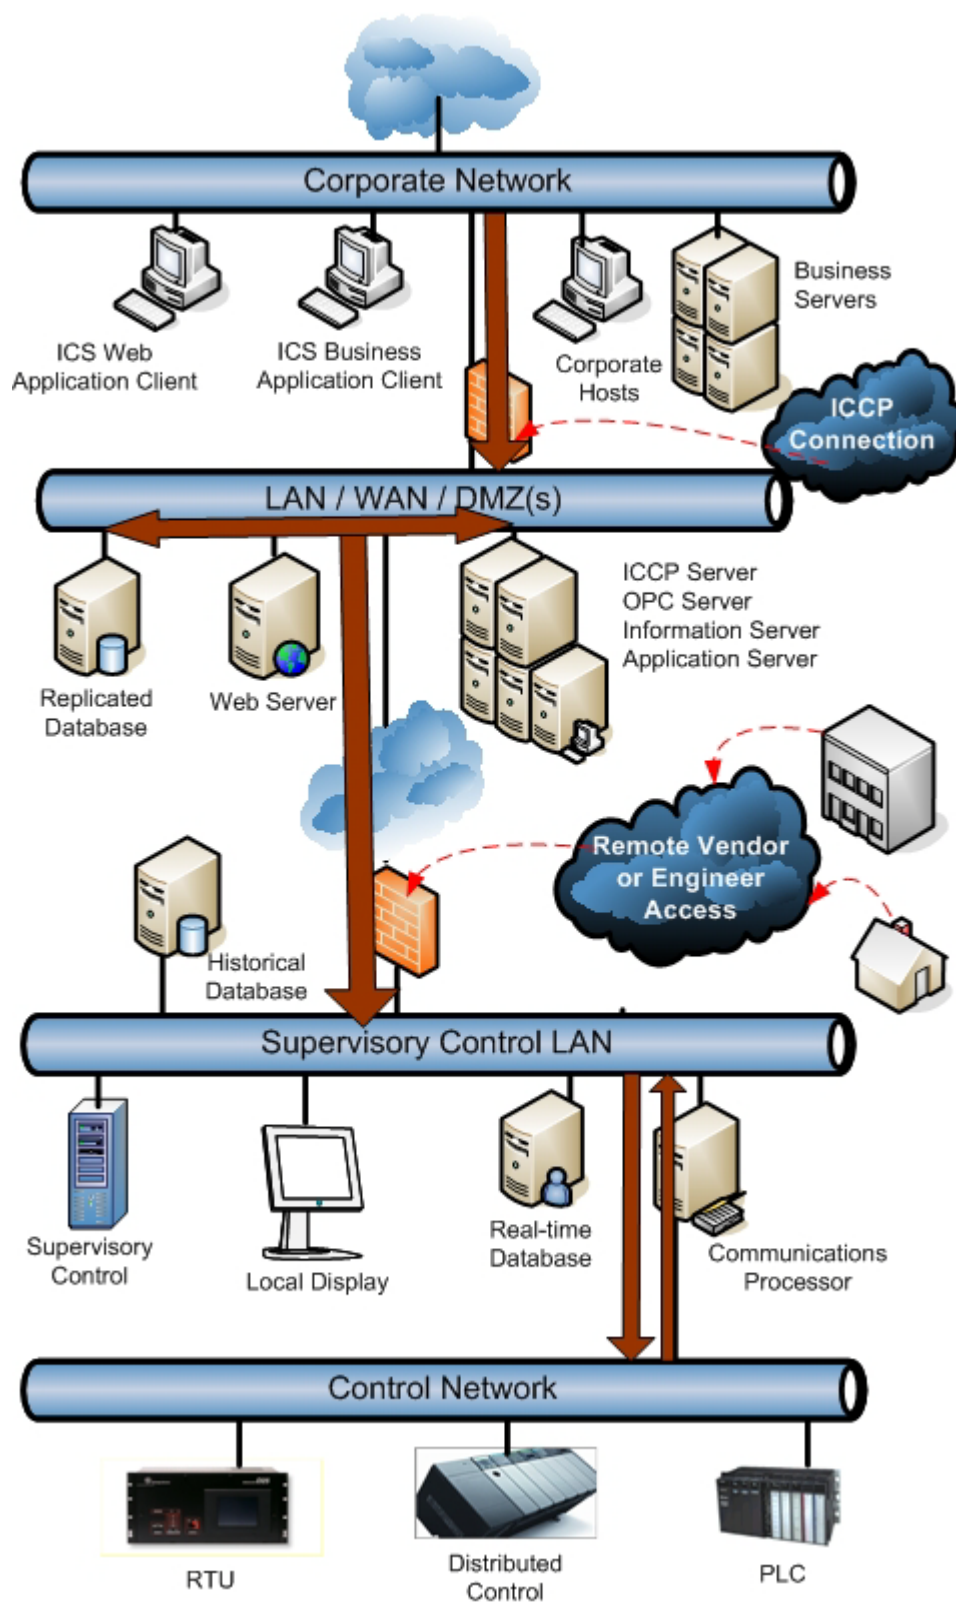 Corporate Network
ICS Web
Application Client
ICS Business
Application Client
Corporate
Hosts
Business
Servers
ICCP
Connection
LAN / WAN / DMZ(s)
Replicated
Database
Web Server
ICCP Server
OPC Server
Information Server
Application Server
Remote Vendor
or Engineer
Access
Historical
Database
Supervisory Control LAN
Supervisory
Control
Local Display
Real-time
Database
Communications
Processor
Control Network
RTU
Distributed
Control
PLC